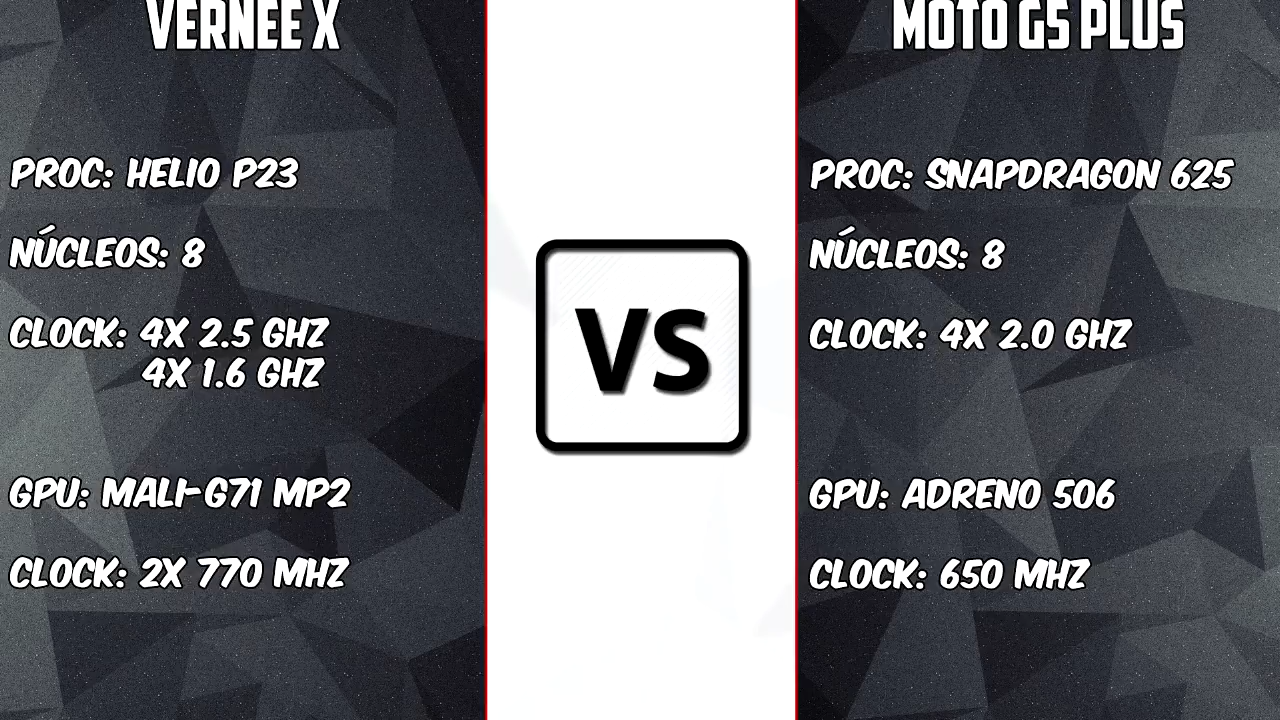 VERNEE X
PROC: HELIO P23
NÚCLEOS: 8
CLOCK: 4X 2.5 GHZ
4X 1.6 GHZ
GPU: MALI-G71 MP2
CLOCK: 2X 770 MHZ
VS
MOTO G5 PLUS
PROC: SNAPDRAGON 625
NÚCLEOS: 8
CLOCK: 4X 2.0 GHZ
GPU: ADRENO 506
CLOCK: 650 MHZ